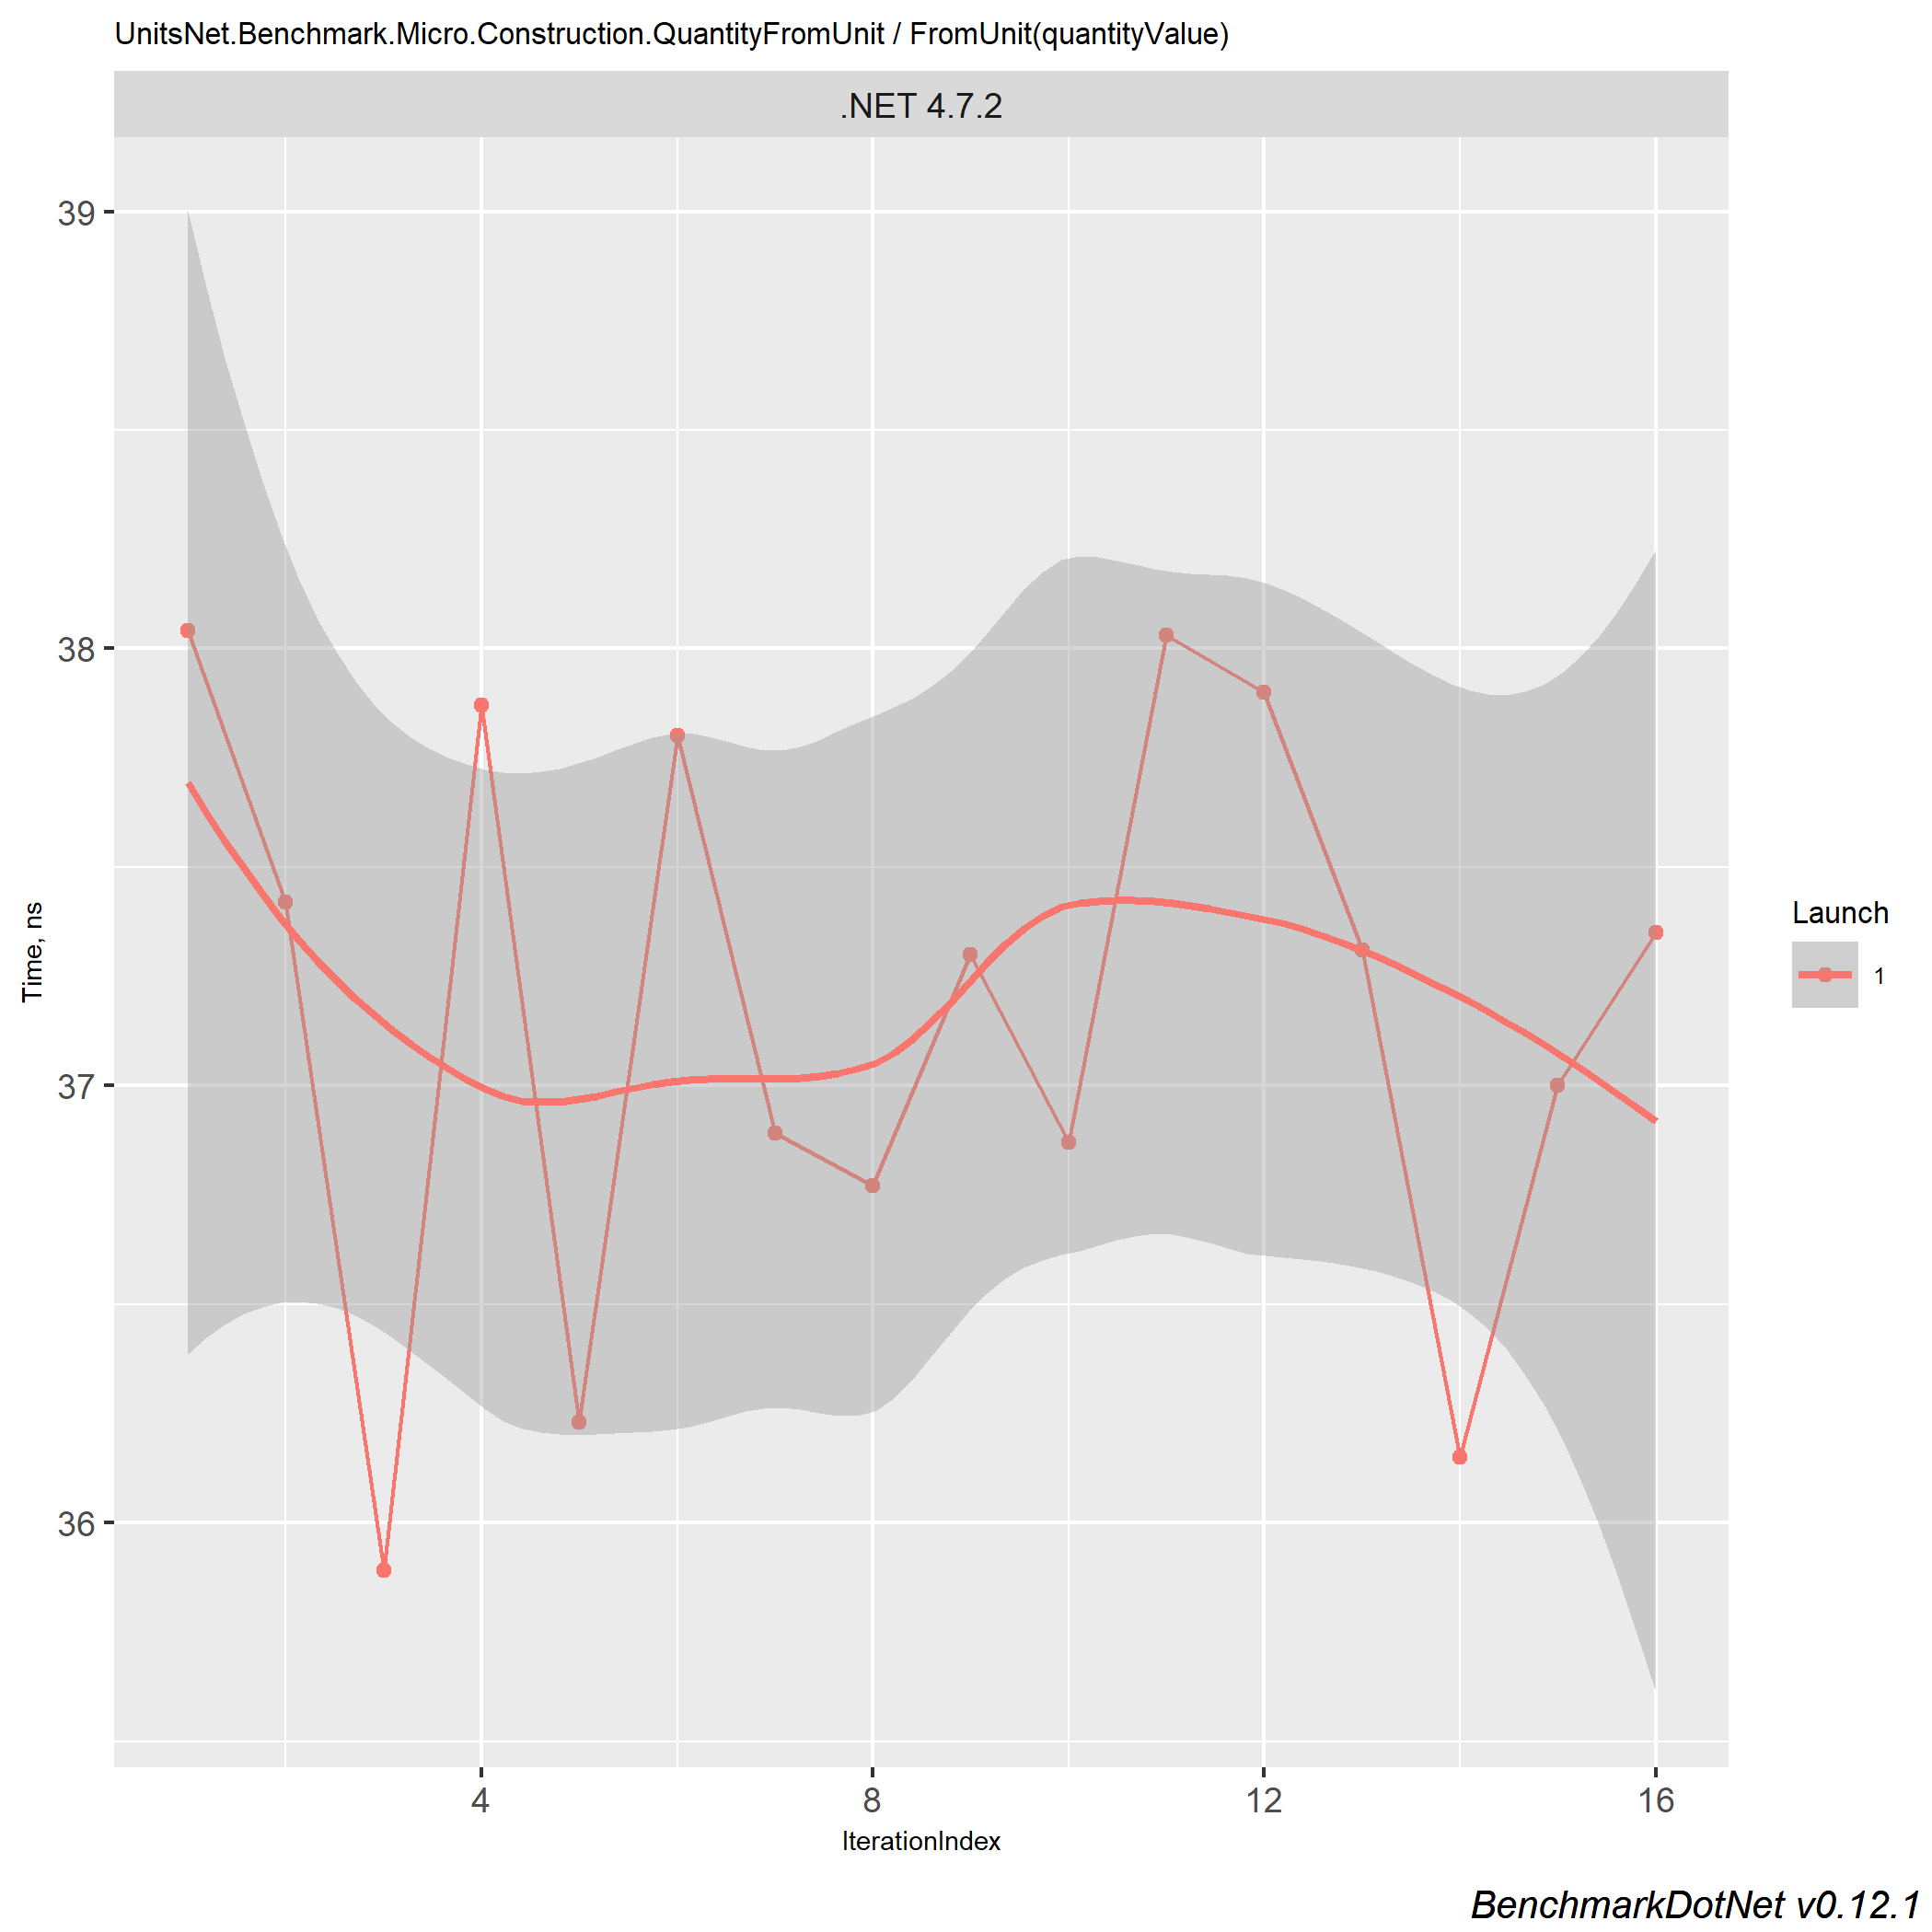 UnitsNet.Benchmark.Micro.Construction.QuantityFromUnit / FromUnit(quantityValue)
.NET 4.7.2
39
38
37
36
Time, ns
4 8 12 16
IterationIndex
Launch
1
BenchmarkDotNet v0.12.1